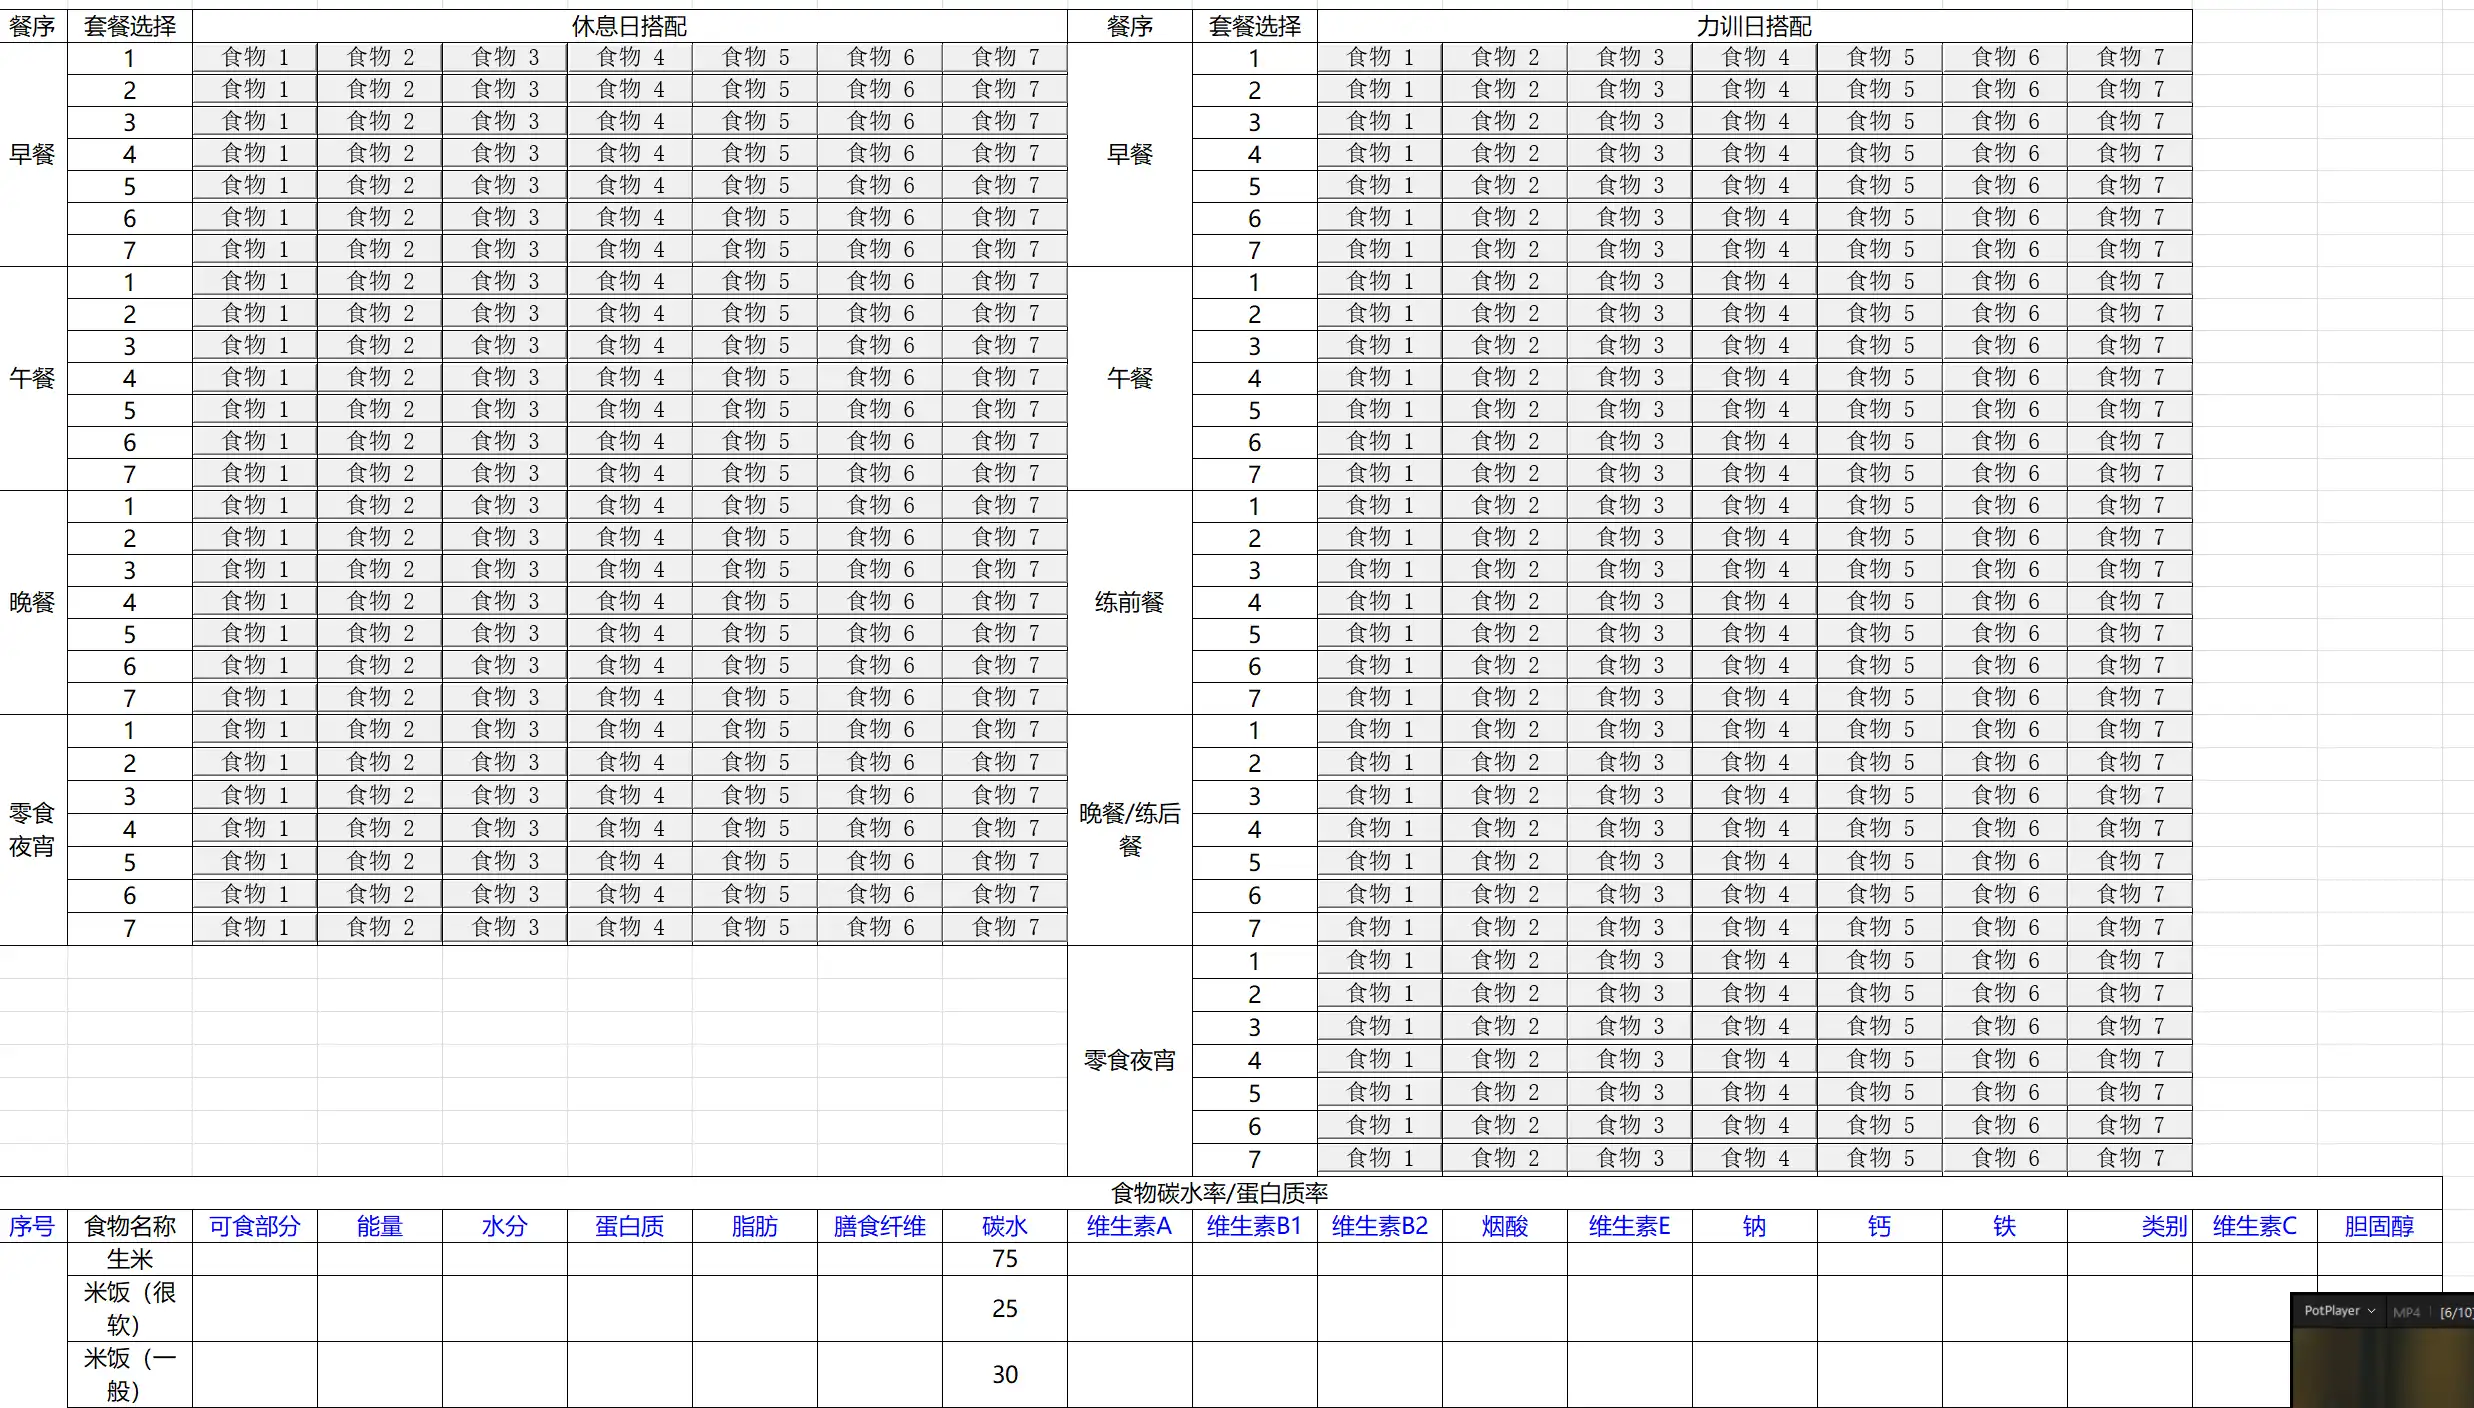 餐序 套餐选择 休息日搭配 餐序 套餐选择 力训日搭配
1 食物 1 食物 2 食物 3 食物 4 食物 5 食物 6 食物 7 1 食物 1 食物 2 食物 3 食物 4 食物 5 食物 6 食物 7
2 食物 1 食物 2 食物 3 食物 4 食物 5 食物 6 食物 7 2 食物 1 食物 2 食物 3 食物 4 食物 5 食物 6 食物 7
3 食物 1 食物 2 食物 3 食物 4 食物 5 食物 6 食物 7 3 食物 1 食物 2 食物 3 食物 4 食物 5 食物 6 食物 7
早餐 4 食物 1 食物 2 食物 3 食物 4 食物 5 食物 6 食物 7 早餐 4 食物 1 食物 2 食物 3 食物 4 食物 5 食物 6 食物 7
5 食物 1 食物 2 食物 3 食物 4 食物 5 食物 6 食物 7 5 食物 1 食物 2 食物 3 食物 4 食物 5 食物 6 食物 7
6 食物 1 食物 2 食物 3 食物 4 食物 5 食物 6 食物 7 6 食物 1 食物 2 食物 3 食物 4 食物 5 食物 6 食物 7
7 食物 1 食物 2 食物 3 食物 4 食物 5 食物 6 食物 7 7 食物 1 食物 2 食物 3 食物 4 食物 5 食物 6 食物 7
1 食物 1 食物 2 食物 3 食物 4 食物 5 食物 6 食物 7 1 食物 1 食物 2 食物 3 食物 4 食物 5 食物 6 食物 7
2 食物 1 食物 2 食物 3 食物 4 食物 5 食物 6 食物 7 2 食物 1 食物 2 食物 3 食物 4 食物 5 食物 6 食物 7
3 食物 1 食物 2 食物 3 食物 4 食物 5 食物 6 食物 7 3 食物 1 食物 2 食物 3 食物 4 食物 5 食物 6 食物 7
午餐 4 食物 1 食物 2 食物 3 食物 4 食物 5 食物 6 食物 7 午餐 4 食物 1 食物 2 食物 3 食物 4 食物 5 食物 6 食物 7
5 食物 1 食物 2 食物 3 食物 4 食物 5 食物 6 食物 7 5 食物 1 食物 2 食物 3 食物 4 食物 5 食物 6 食物 7
6 食物 1 食物 2 食物 3 食物 4 食物 5 食物 6 食物 7 6 食物 1 食物 2 食物 3 食物 4 食物 5 食物 6 食物 7
7 食物 1 食物 2 食物 3 食物 4 食物 5 食物 6 食物 7 7 食物 1 食物 2 食物 3 食物 4 食物 5 食物 6 食物 7
1 食物 1 食物 2 食物 3 食物 4 食物 5 食物 6 食物 7 1 食物 1 食物 2 食物 3 食物 4 食物 5 食物 6 食物 7
2 食物 1 食物 2 食物 3 食物 4 食物 5 食物 6 食物 7 2 食物 1 食物 2 食物 3 食物 4 食物 5 食物 6 食物 7
3 食物 1 食物 2 食物 3 食物 4 食物 5 食物 6 食物 7 3 食物 1 食物 2 食物 3 食物 4 食物 5 食物 6 食物 7
晚餐 4 食物 1 食物 2 食物 3 食物 4 食物 5 食物 6 食物 7 练前餐 4 食物 1 食物 2 食物 3 食物 4 食物 5 食物 6 食物 7
5 食物 1 食物 2 食物 3 食物 4 食物 5 食物 6 食物 7 5 食物 1 食物 2 食物 3 食物 4 食物 5 食物 6 食物 7
6 食物 1 食物 2 食物 3 食物 4 食物 5 食物 6 食物 7 6 食物 1 食物 2 食物 3 食物 4 食物 5 食物 6 食物 7
7 食物 1 食物 2 食物 3 食物 4 食物 5 食物 6 食物 7 7 食物 1 食物 2 食物 3 食物 4 食物 5 食物 6 食物 7
1 食物 1 食物 2 食物 3 食物 4 食物 5 食物 6 食物 7 1 食物 1 食物 2 食物 3 食物 4 食物 5 食物 6 食物 7
2 食物 1 食物 2 食物 3 食物 4 食物 5 食物 6 食物 7 2 食物 1 食物 2 食物 3 食物 4 食物 5 食物 6 食物 7
零食 3 食物 1 食物 2 食物 3 食物 4 食物 5 食物 6 食物 7 晚餐/练后 3 食物 1 食物 2 食物 3 食物 4 食物 5 食物 6 食物 7
夜宵 4 食物 1 食物 2 食物 3 食物 4 食物 5 食物 6 食物 7 餐 4 食物 1 食物 2 食物 3 食物 4 食物 5 食物 6 食物 7
5 食物 1 食物 2 食物 3 食物 4 食物 5 食物 6 食物 7 5 食物 1 食物 2 食物 3 食物 4 食物 5 食物 6 食物 7
6 食物 1 食物 2 食物 3 食物 4 食物 5 食物 6 食物 7 6 食物 1 食物 2 食物 3 食物 4 食物 5 食物 6 食物 7
7 食物 1 食物 2 食物 3 食物 4 食物 5 食物 6 食物 7 7 食物 1 食物 2 食物 3 食物 4 食物 5 食物 6 食物 7
1 食物 1 食物 2 食物 3 食物 4 食物 5 食物 6 食物 7
2 食物 1 食物 2 食物 3 食物 4 食物 5 食物 6 食物 7
3 食物 1 食物 2 食物 3 食物 4 食物 5 食物 6 食物 7
零食夜宵 4 食物 1 食物 2 食物 3 食物 4 食物 5 食物 6 食物 7
5 食物 1 食物 2 食物 3 食物 4 食物 5 食物 6 食物 7
6 食物 1 食物 2 食物 3 食物 4 食物 5 食物 6 食物 7
7 食物 1 食物 2 食物 3 食物 4 食物 5 食物 6 食物 7
食物碳水率/蛋白质率
序号 食物名称 可食部分 能量 水分 蛋白质 脂肪 膳食纤维 碳水 维生素A 维生素B1 维生素B2 烟酸 维生素E 钠 钙 铁 类别 维生素C 胆固醇
生米 75
米饭（很
软） 25
米饭（一
般） 30
PotPlayer MP4 [6/10]